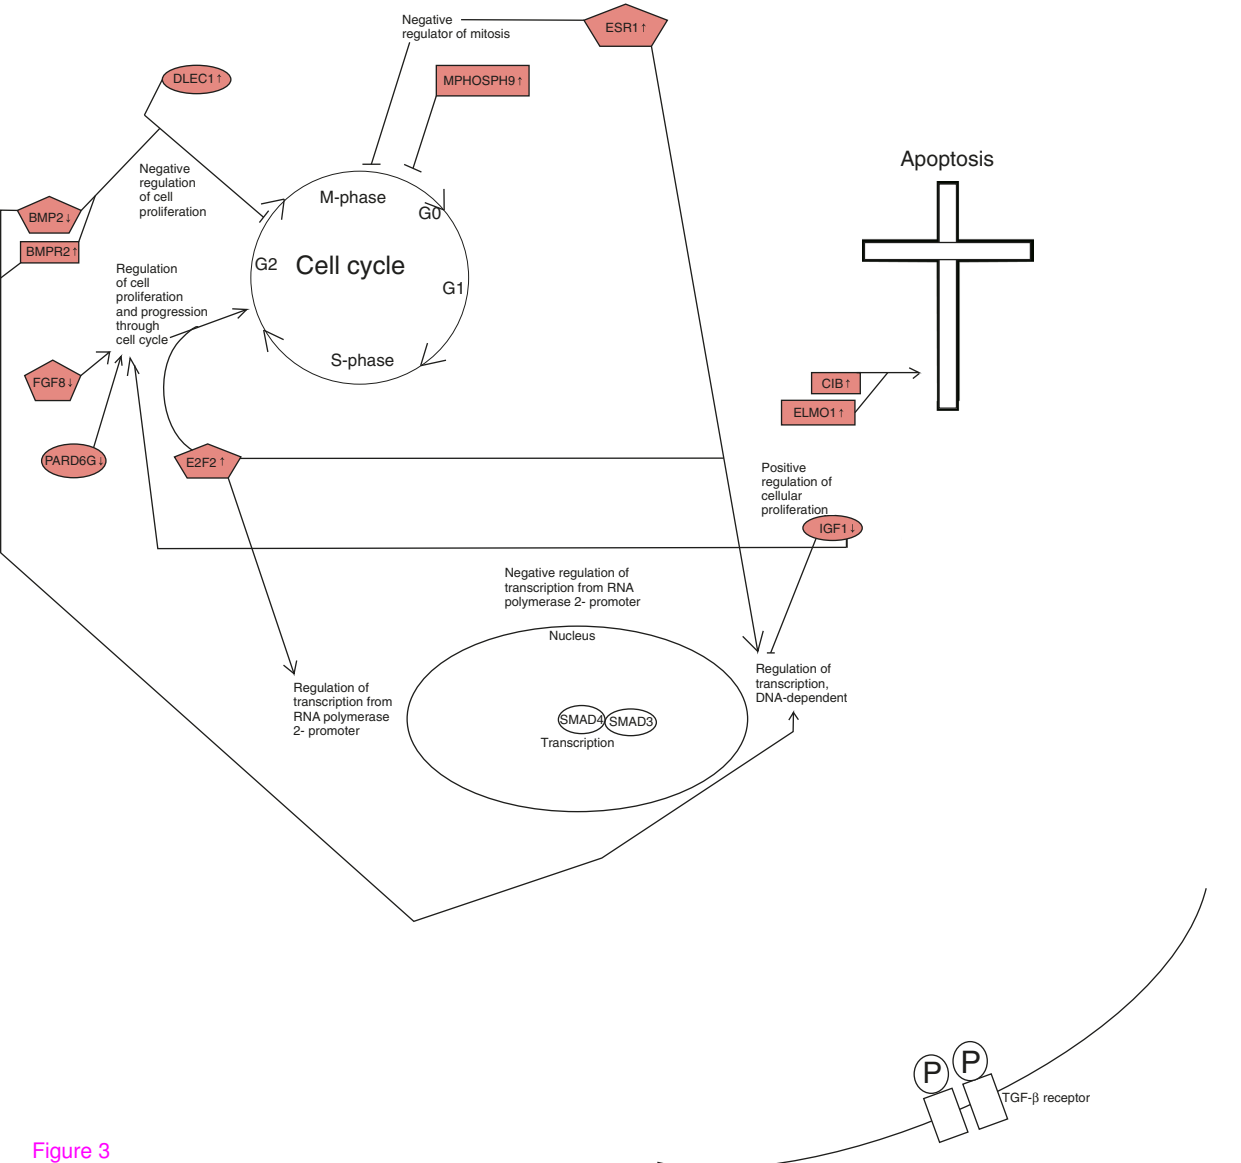 Negative
regulator of mitosis
ESR1↑
DLEC1↑
MPHOSPH9↑
Apoptosis
Negative
regulation
of cell
proliferation
M-phase
G0
BMP2↓
BMPR2↑
G2
Cell cycle
G1
Regulation
of cell
proliferation
and progression
through
cell cycle
S-phase
FGF8↓
CIB↑
ELMO1↑
PARD6G↓
E2F2↑
Positive
regulation of
cellular
proliferation
IGF1↓
Negative regulation of
transcription from RNA
polymerase 2- promoter
Nucleus
Regulation of
transcription,
DNA-dependent
Regulation of
transcription from
RNA polymerase
2- promoter
SMAD4
SMAD3
Transcription
P
P
TGF-β receptor
Figure 3